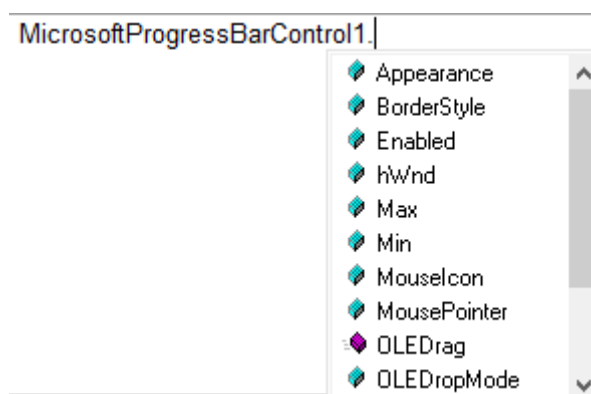 MicrosoftProgressBarControl1.
Appearance
BorderStyle
Enabled
hWnd
Max
Min
MouseIcon
MousePointer
OLEDrag
OLEDropMode